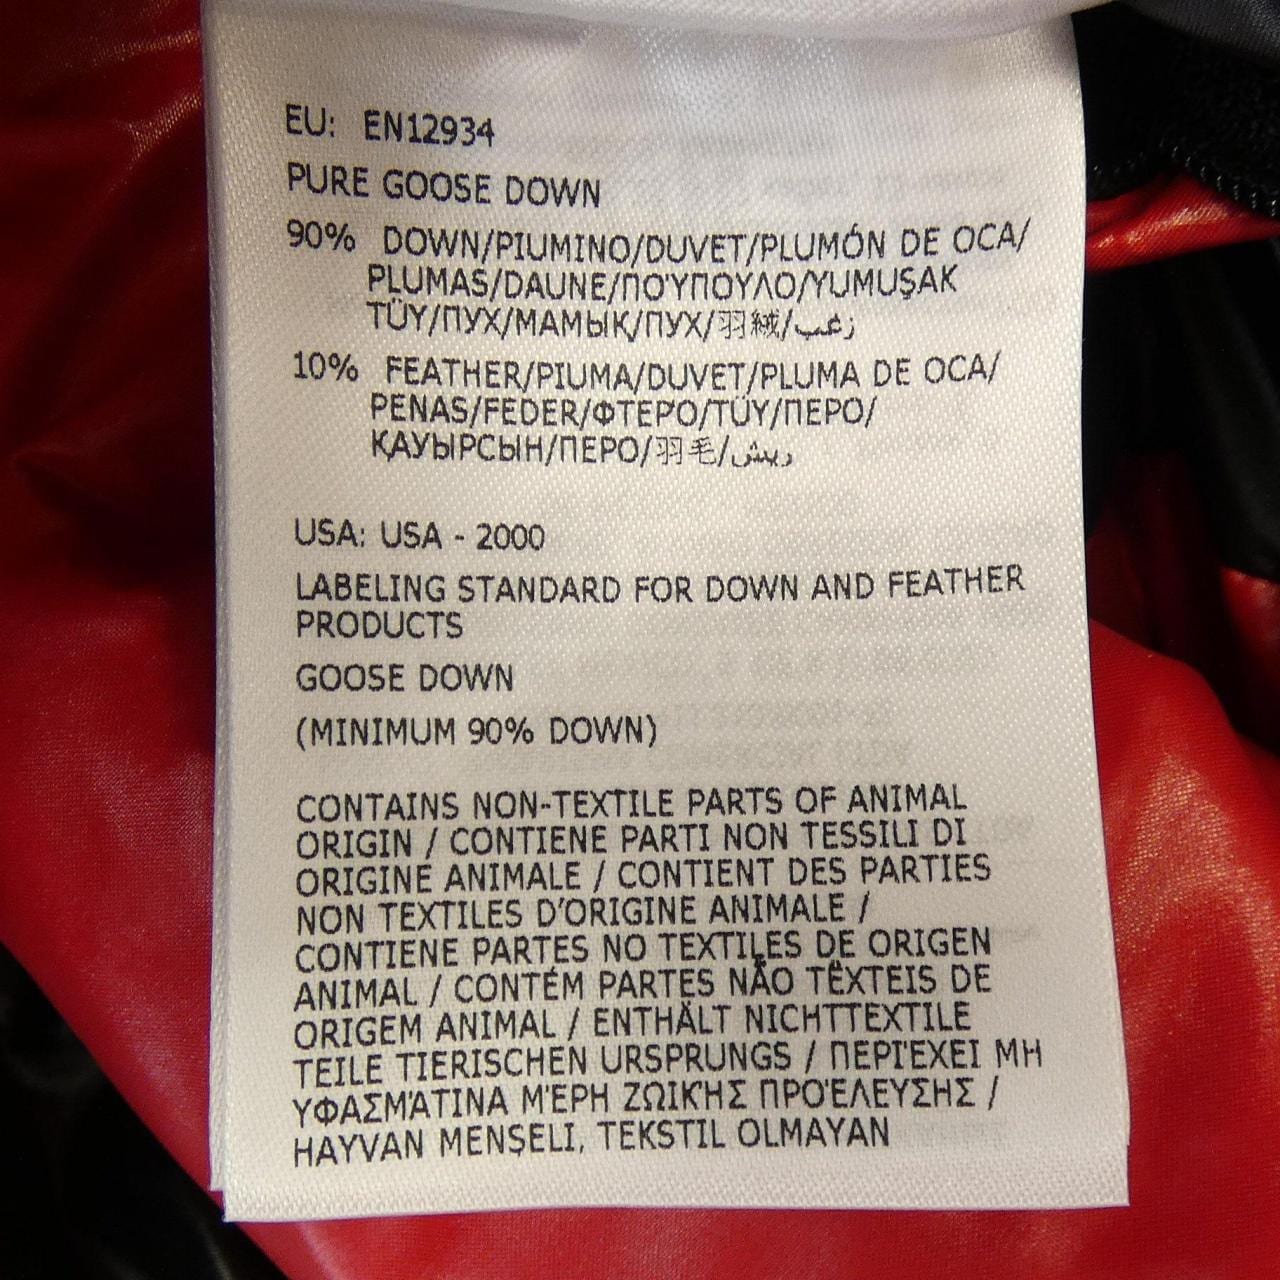 EU: EN12934
PURE GOOSE DOWN
90% DOWN/PIUMINO/DUVET/PLUMÓN DE OCA/
PLUMAS/DAUNE/ΠΟΎΠΟΥΛΟ/YUMUŞAK
TÜY/ПУХ/МАМЫҚ/ПУХ/羽絨/زغب
10% FEATHER/PIUMA/DUVET/PLUMA DE OCA/
PENAS/FEDER/ΦΤΕΡΌ/TÜY/ПЕРО/
ҚАУЫРСЫН/ПЕРО/羽毛/ريش
USA: USA - 2000
LABELING STANDARD FOR DOWN AND FEATHER
PRODUCTS
GOOSE DOWN
(MINIMUM 90% DOWN)
CONTAINS NON-TEXTILE PARTS OF ANIMAL
ORIGIN / CONTIENE PARTI NON TESSILI DI
ORIGINE ANIMALE / CONTIENT DES PARTIES
NON TEXTILES D'ORIGINE ANIMALE /
CONTIENE PARTES NO TEXTILES DE ORIGEN
ANIMAL / CONTÉM PARTES NÃO TËXTEIS DE
ORIGEM ANIMAL / ENTHÄLT NICHTTEXTILE
TEILE TIERISCHEN URSPRUNGS / ΠΕΡΙΈΧΕΙ ΜΗ
ΥΦΑΣΜΆΤΙΝΑ ΜΈΡΗ ΖΩΙΚΉΣ ΠΡΟΈΛΕΥΣΗΣ /
HAYVAN MENŞELI, TEKSTIL OLMAYAN